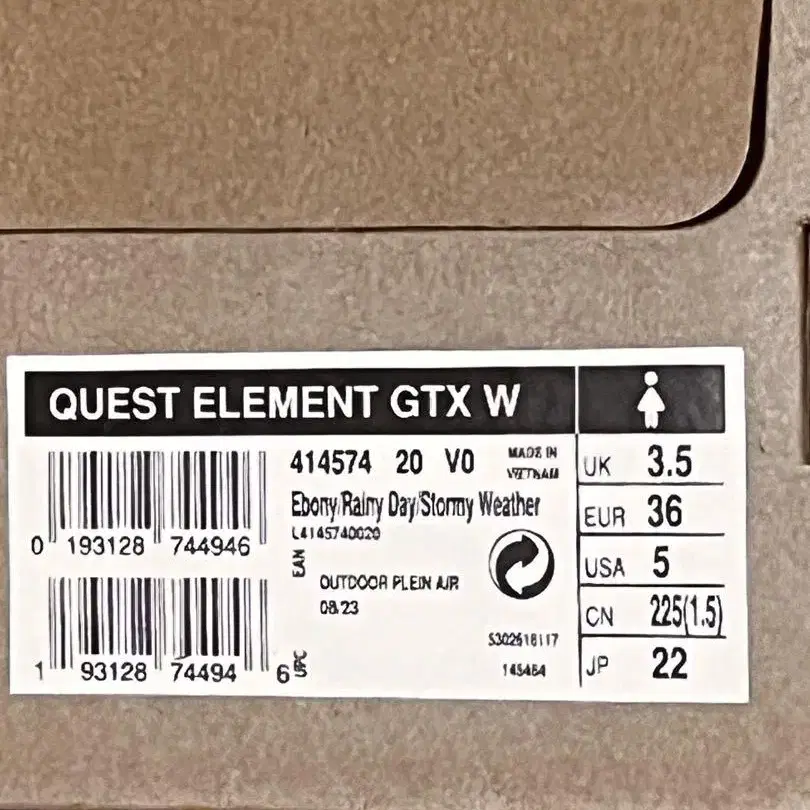 QUEST ELEMENT GTX W
414574 20 V0
MADE IN
VIETNAM
Ebony/Rainy Day/Stormy Weather
L4145740020
0 193128 744946
EAN
OUTDOOR PLEIN AIR
08/23
1 93128 74494 6
UPC
145464
UK 3.5
EUR 36
USA 5
CN 225(1.5)
JP 22